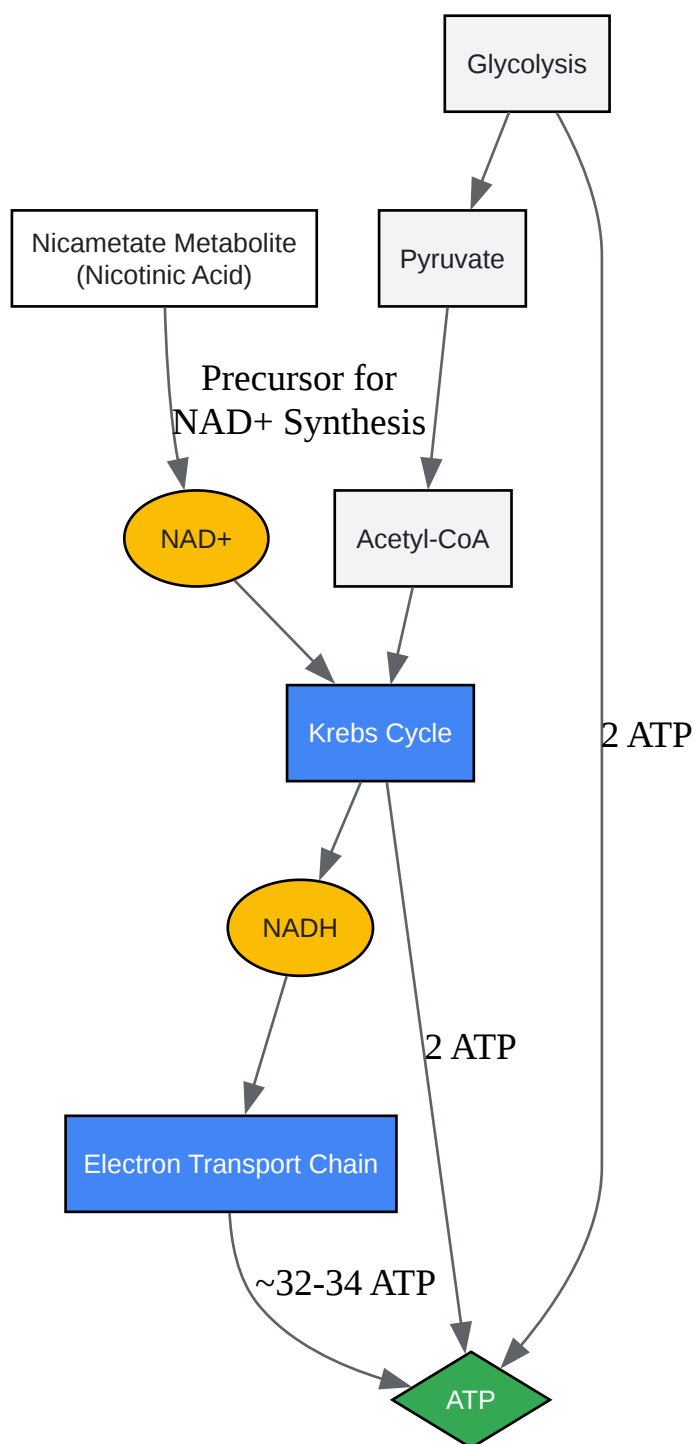 Glycolysis
Nicametate Metabolite
(Nicotinic Acid)
Pyruvate
Precursor for
NAD+ Synthesis
NAD+
Acetyl-CoA
Krebs Cycle
2 ATP
NADH
2 ATP
Electron Transport Chain
~32-34 ATP
ATP